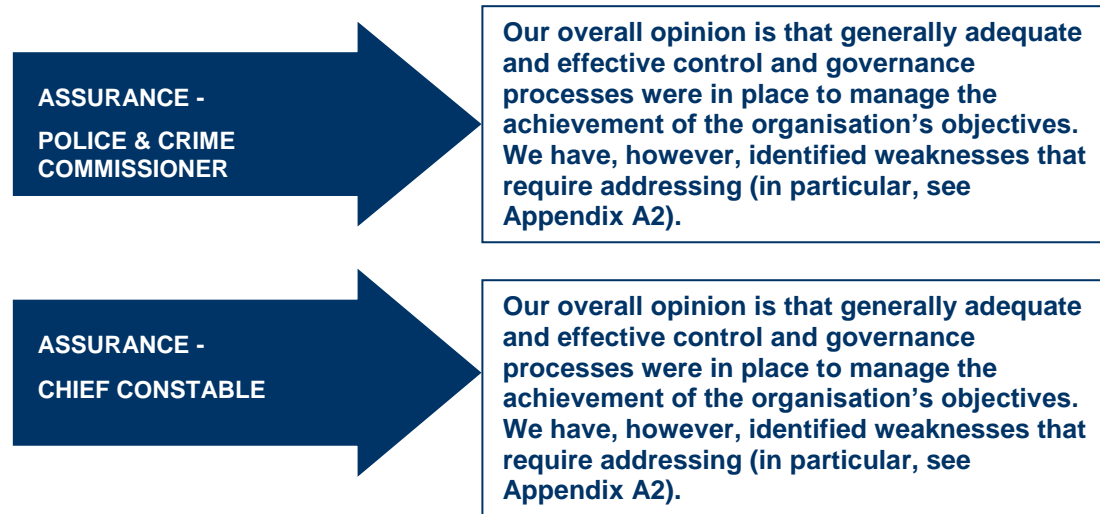 ASSURANCE -
POLICE & CRIME
COMMISSIONER
Our overall opinion is that generally adequate
and effective control and governance
processes were in place to manage the
achievement of the organisation’s objectives.
We have, however, identified weaknesses that
require addressing (in particular, see
Appendix A2).
ASSURANCE -
CHIEF CONSTABLE
Our overall opinion is that generally adequate
and effective control and governance
processes were in place to manage the
achievement of the organisation’s objectives.
We have, however, identified weaknesses that
require addressing (in particular, see
Appendix A2).